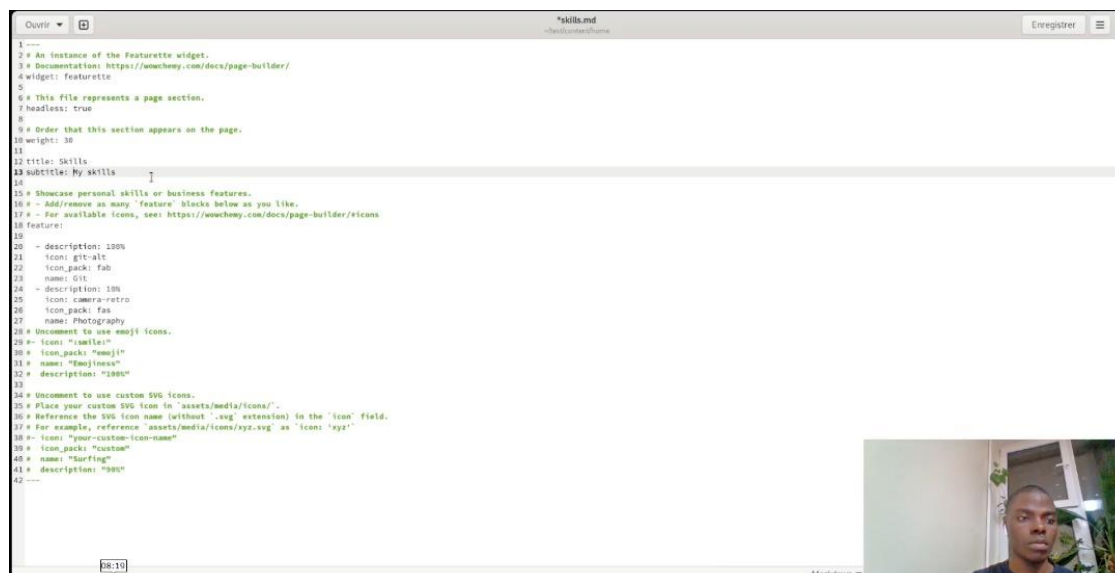 Ouvrir
*skills.md
~/test/content/home
Enregistrer
1 ---
2 # An instance of the Featurette widget.
3 # Documentation: https://wowchemy.com/docs/page-builder/
4 widget: featurette
5
6 # This file represents a page section.
7 headless: true
8
9 # Order that this section appears on the page.
10 weight: 30
11
12 title: Skills
13 subtitle: My skills
14
15 # Showcase personal skills or business features.
16 # - Add/remove as many `feature` blocks below as you like.
17 # - For available icons, see: https://wowchemy.com/docs/page-builder/#icons
18 feature:
19
20   - description: 100%
21     icon: git-alt
22     icon_pack: fab
23     name: Git
24   - description: 10%
25     icon: camera-retro
26     icon_pack: fas
27     name: Photography
28 # Uncomment to use emoji icons.
29 #- icon: ":smile:"
30 #  icon_pack: "emoji"
31 #  name: "Emojiness"
32 #  description: "100%"
33
34 # Uncomment to use custom SVG icons.
35 # Place your custom SVG icon in `assets/media/icons/`.
36 # Reference the SVG icon name (without `.svg` extension) in the `icon` field.
37 # For example, reference `assets/media/icons/xyz.svg` as `icon: 'xyz'`
38 #- icon: "your-custom-icon-name"
39 #  icon_pack: "custom"
40 #  name: "Surfing"
41 #  description: "90%"
42 ---
08:19